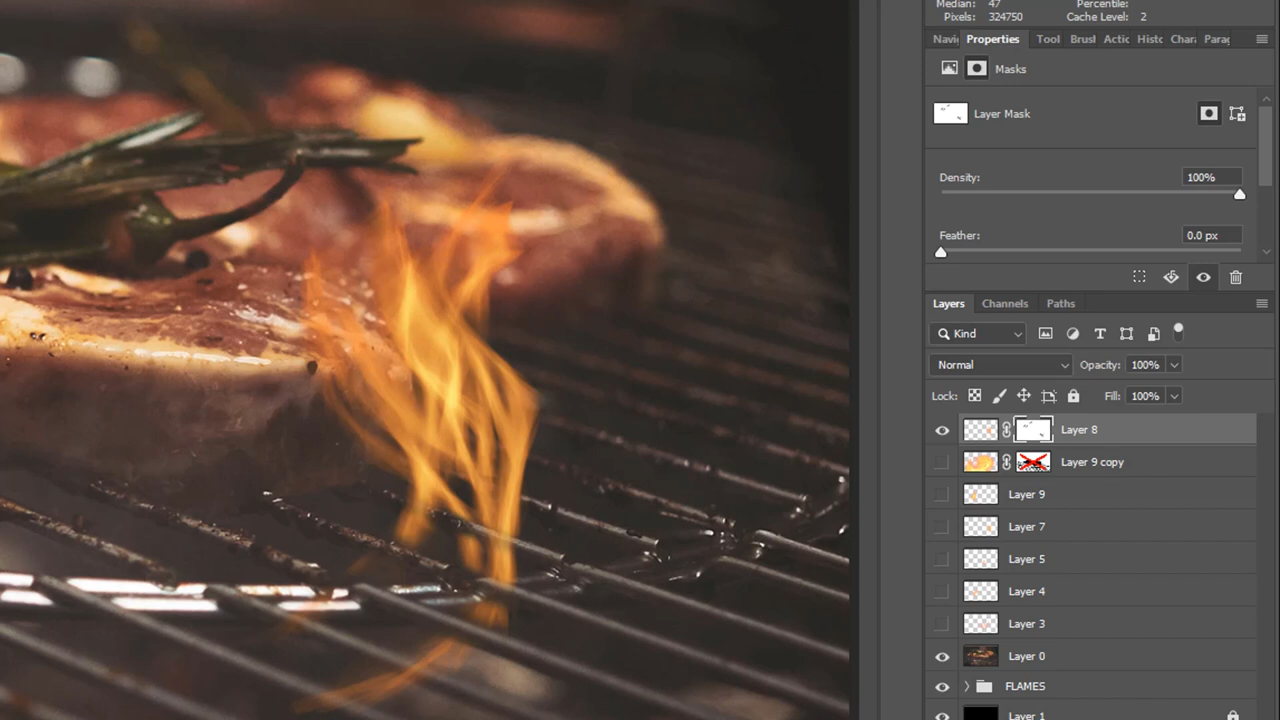 Median: 47 Percentile:
Pixels: 324750 Cache Level: 2
Navi Properties Tool Brusl Actic Histc Chara Parag
Masks
Layer Mask
Density: 100%
Feather: 0.0 px
Layers Channels Paths
Kind
Normal Opacity: 100%
Lock: Fill: 100%
Layer 8
Layer 9 copy
Layer 9
Layer 7
Layer 5
Layer 4
Layer 3
Layer 0
FLAMES
Layer 1